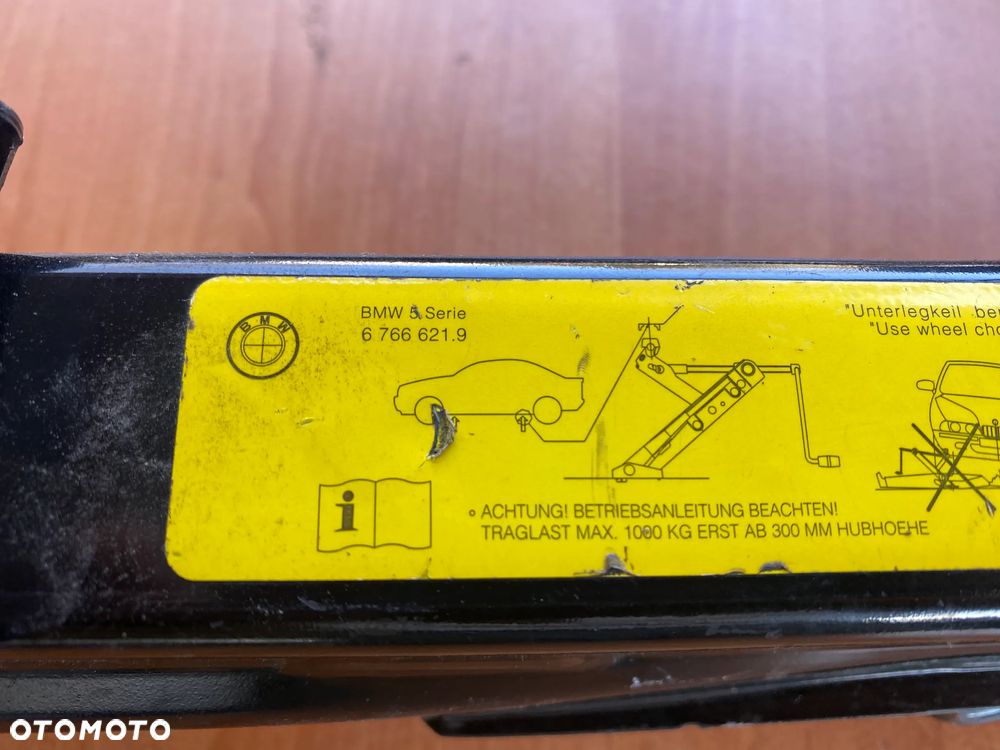 BMW
BMW 5 Serie
6 766 621.9
"Unterlegkeil
"Use wheel
i
ACHTUNG! BETRIEBSANLEITUNG BEACHTEN!
TRAGLAST MAX. 1000 KG ERST AB 300 MM HUBHOEHE
OTOMOTO